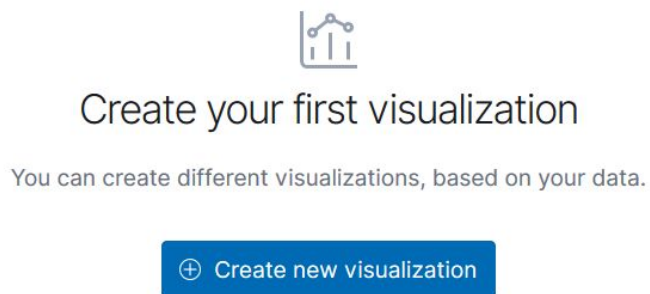 Create your first visualization
You can create different visualizations, based on your data.
Create new visualization